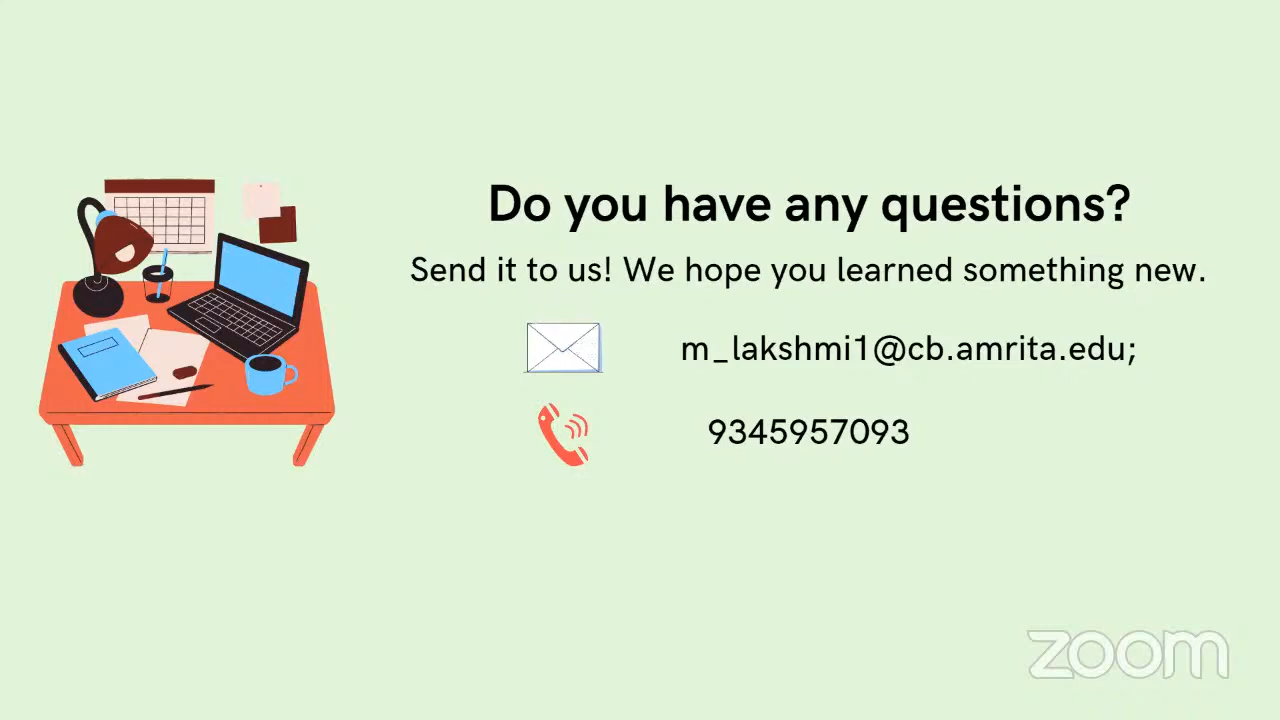 Do you have any questions?
Send it to us! We hope you learned something new.
m_lakshmi1@cb.amrita.edu;
9345957093
zoom